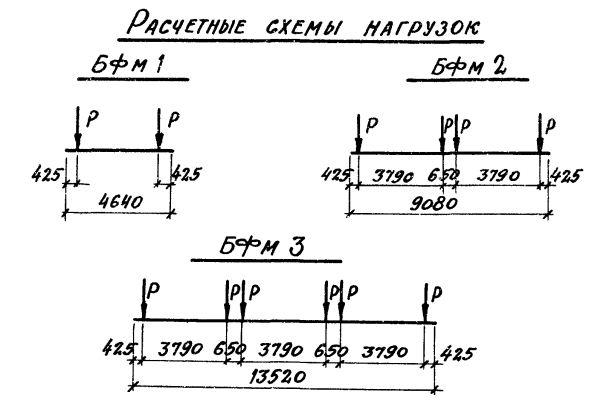 Расчетные схемы нагрузок
БФм 1
БФм 2
P P
P P P P
425 425
425 3790 650 3790 425
4640
9080
БФм 3
P P P P P P
425 3790 650 3790 650 3790 425
13520